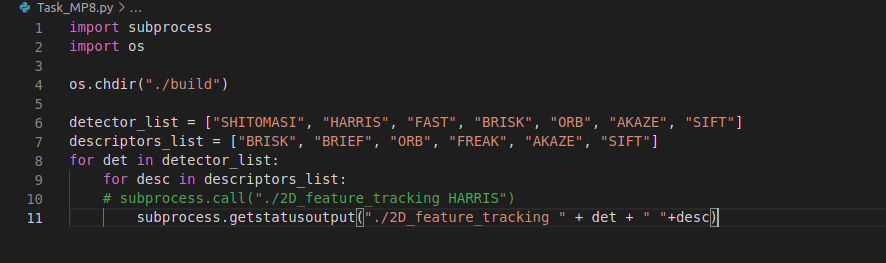 Task_MP8.py > ...
1 import subprocess
2 import os
3
4 os.chdir("./build")
5
6 detector_list = ["SHITOMASI", "HARRIS", "FAST", "BRISK", "ORB", "AKAZE", "SIFT"]
7 descriptors_list = ["BRISK", "BRIEF", "ORB", "FREAK", "AKAZE", "SIFT"]
8 for det in detector_list:
9     for desc in descriptors_list:
10     # subprocess.call("./2D_feature_tracking HARRIS")
11         subprocess.getstatusoutput("./2D_feature_tracking " + det + " "+desc)